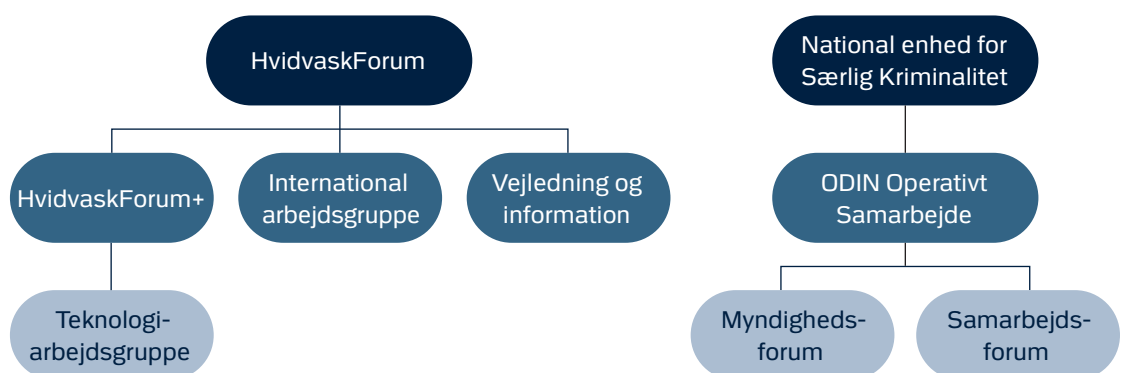 HvidvaskForum
National enhed for
Særlig Kriminalitet
HvidvaskForum+
International
arbejdsgruppe
Vejledning og
information
ODIN Operativt
Samarbejde
Teknologi-
arbejdsgruppe
Myndigheds-
forum
Samarbejds-
forum